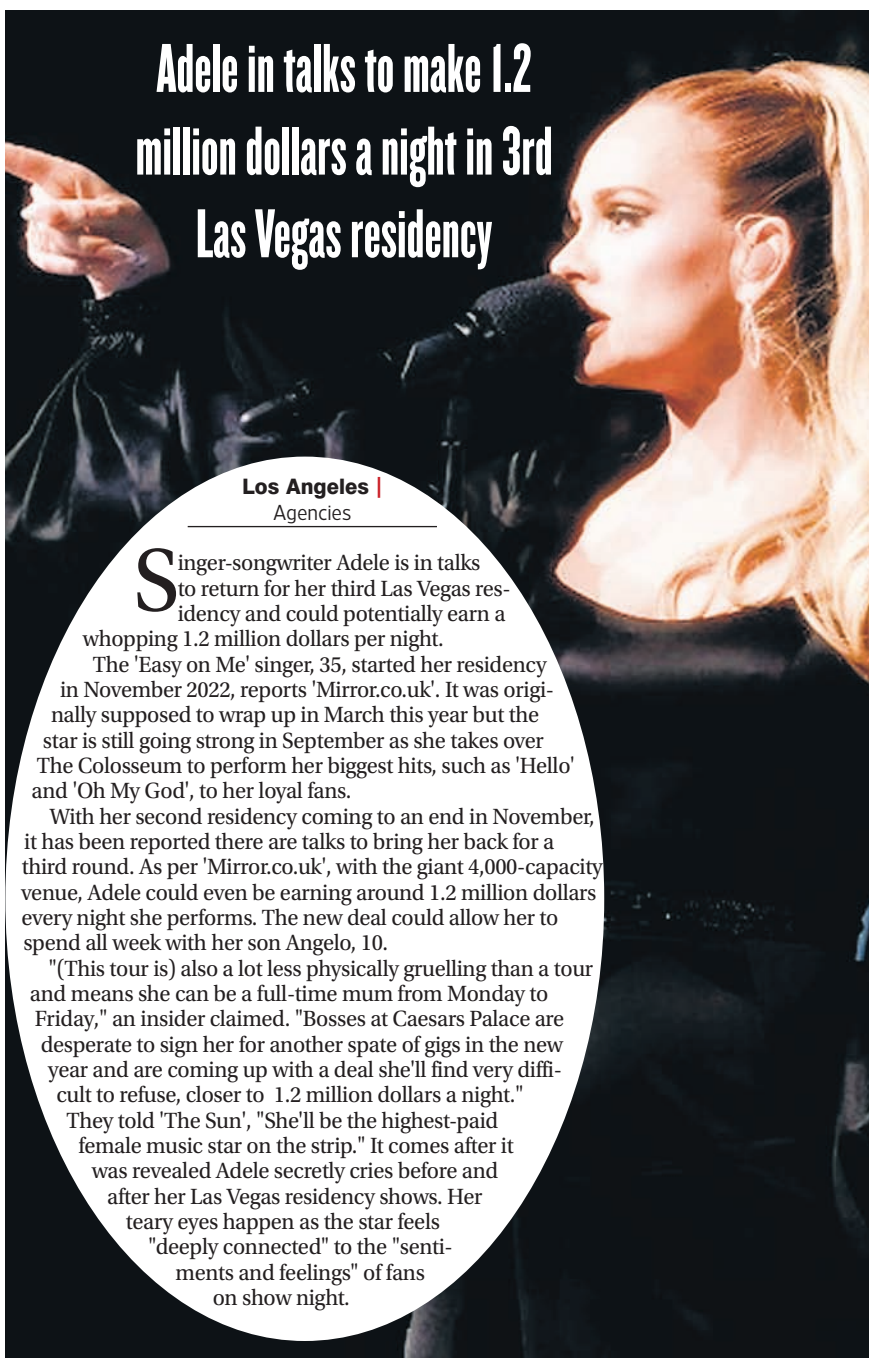 Adele in talks to make 1.2
million dollars a night in 3rd
Las Vegas residency
Los Angeles |
Agencies
Singer-songwriter Adele is in talks
to return for her third Las Vegas res-
idency and could potentially earn a
whopping 1.2 million dollars per night.
The 'Easy on Me' singer, 35, started her residency
in November 2022, reports 'Mirror.co.uk'. It was origi-
nally supposed to wrap up in March this year but the
star is still going strong in September as she takes over
The Colosseum to perform her biggest hits, such as 'Hello'
and 'Oh My God', to her loyal fans.
With her second residency coming to an end in November,
it has been reported there are talks to bring her back for a
third round. As per 'Mirror.co.uk', with the giant 4,000-capacity
venue, Adele could even be earning around 1.2 million dollars
every night she performs. The new deal could allow her to
spend all week with her son Angelo, 10.
"(This tour is) also a lot less physically gruelling than a tour
and means she can be a full-time mum from Monday to
Friday," an insider claimed. "Bosses at Caesars Palace are
desperate to sign her for another spate of gigs in the new
year and are coming up with a deal she'll find very diffi-
cult to refuse, closer to 1.2 million dollars a night."
They told 'The Sun', "She'll be the highest-paid
female music star on the strip." It comes after it
was revealed Adele secretly cries before and
after her Las Vegas residency shows. Her
teary eyes happen as the star feels
"deeply connected" to the "senti-
ments and feelings" of fans
on show night.